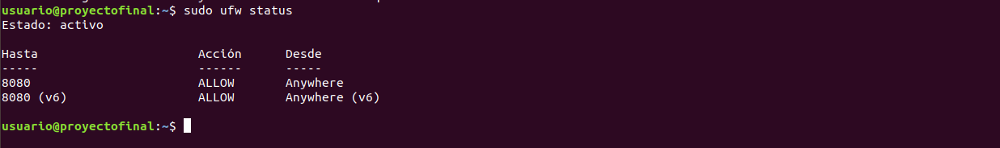 usuario@proyectofinal:~$ sudo ufw status
Estado: activo
Hasta                      Acción      Desde
-----                      ------      -----
8080                       ALLOW       Anywhere
8080 (v6)                  ALLOW       Anywhere (v6)
usuario@proyectofinal:~$